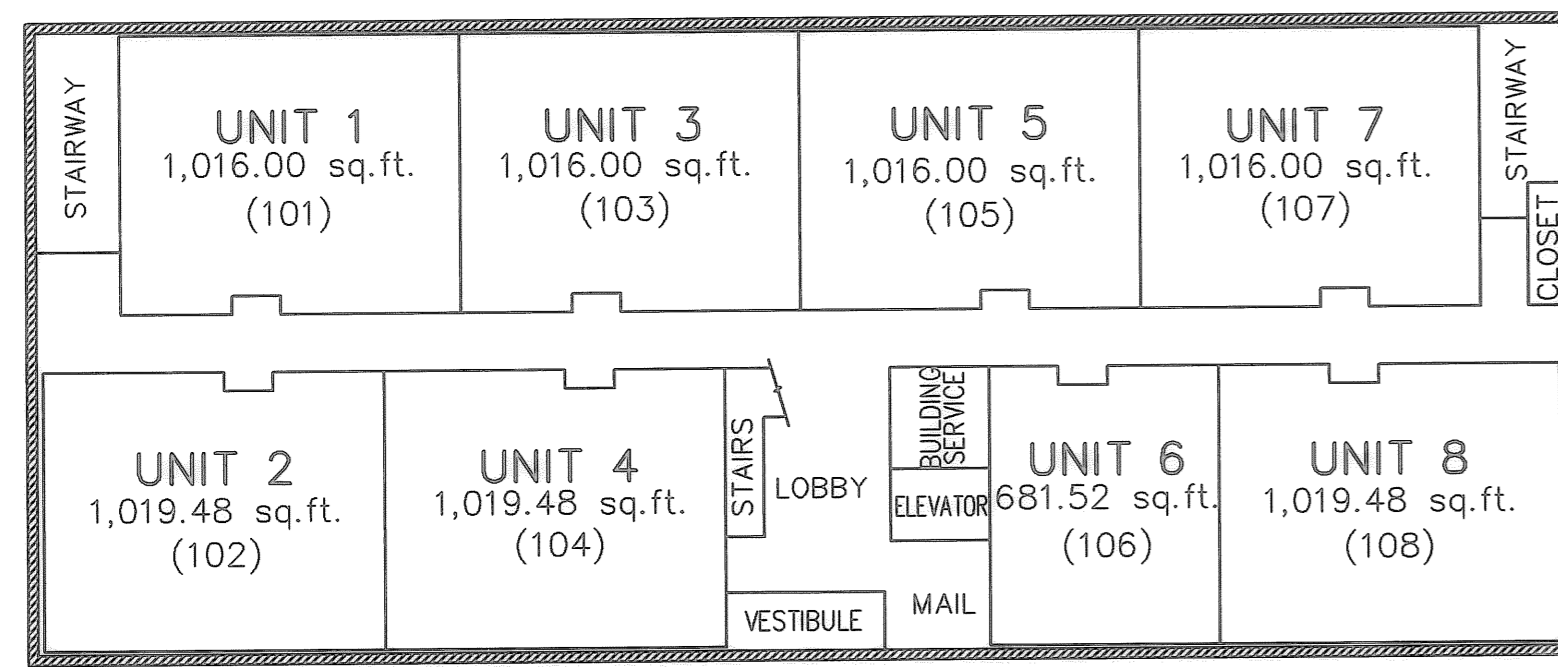 STAIRWAY
UNIT 1
1,016.00 sq.ft.
(101)
UNIT 3
1,016.00 sq.ft.
(103)
UNIT 5
1,016.00 sq.ft.
(105)
UNIT 7
1,016.00 sq.ft.
(107)
STAIRWAY
CLOSET
UNIT 2
1,019.48 sq.ft.
(102)
UNIT 4
1,019.48 sq.ft.
(104)
STAIRS
LOBBY
VESTIBULE
BUILDING
SERVICE
ELEVATOR
MAIL
UNIT 6
681.52 sq.ft.
(106)
UNIT 8
1,019.48 sq.ft.
(108)